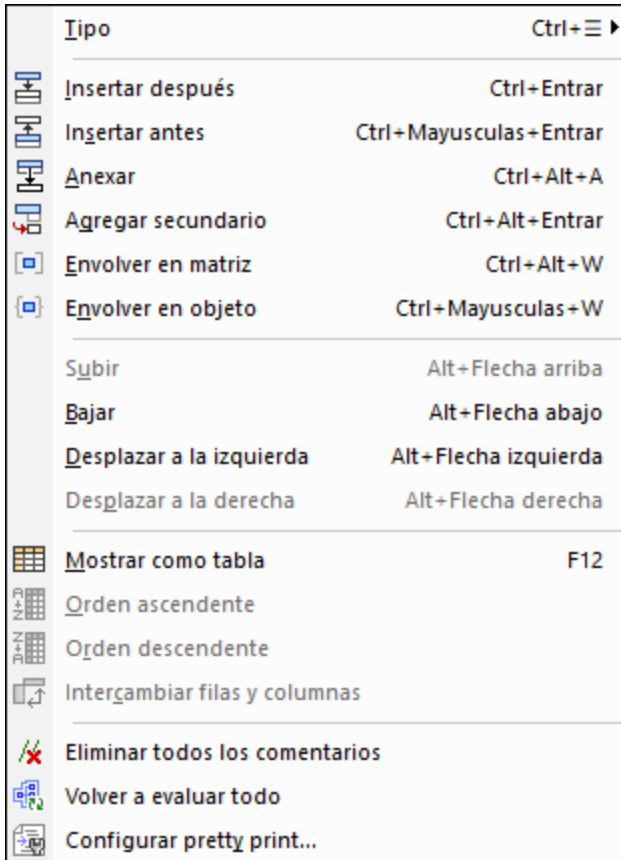 Tipo Ctrl+☰
Insertar después Ctrl+Entrar
Insertar antes Ctrl+Mayusculas+Entrar
Anexar Ctrl+Alt+A
Agregar secundario Ctrl+Alt+Entrar
Envolver en matriz Ctrl+Alt+W
Envolver en objeto Ctrl+Mayusculas+W
Subir Alt+Flecha arriba
Bajar Alt+Flecha abajo
Desplazar a la izquierda Alt+Flecha izquierda
Desplazar a la derecha Alt+Flecha derecha
Mostrar como tabla F12
Orden ascendente
Orden descendente
Intercambiar filas y columnas
Eliminar todos los comentarios
Volver a evaluar todo
Configurar pretty print...